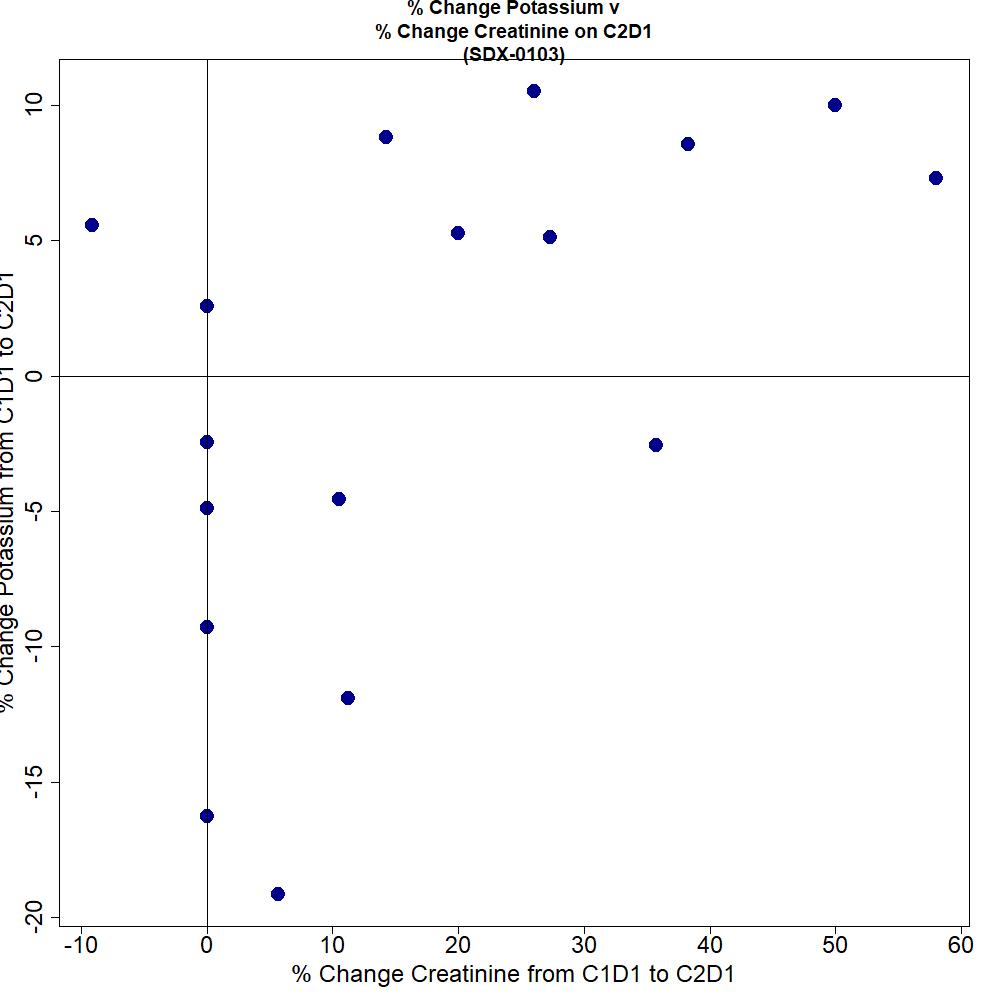 % Change Potassium v
% Change Creatinine on C2D1
(SDX-0103)
% Change Potassium from C1D1 to C2D1
10
5
0
-5
-10
-15
-20
-10 0 10 20 30 40 50 60
% Change Creatinine from C1D1 to C2D1